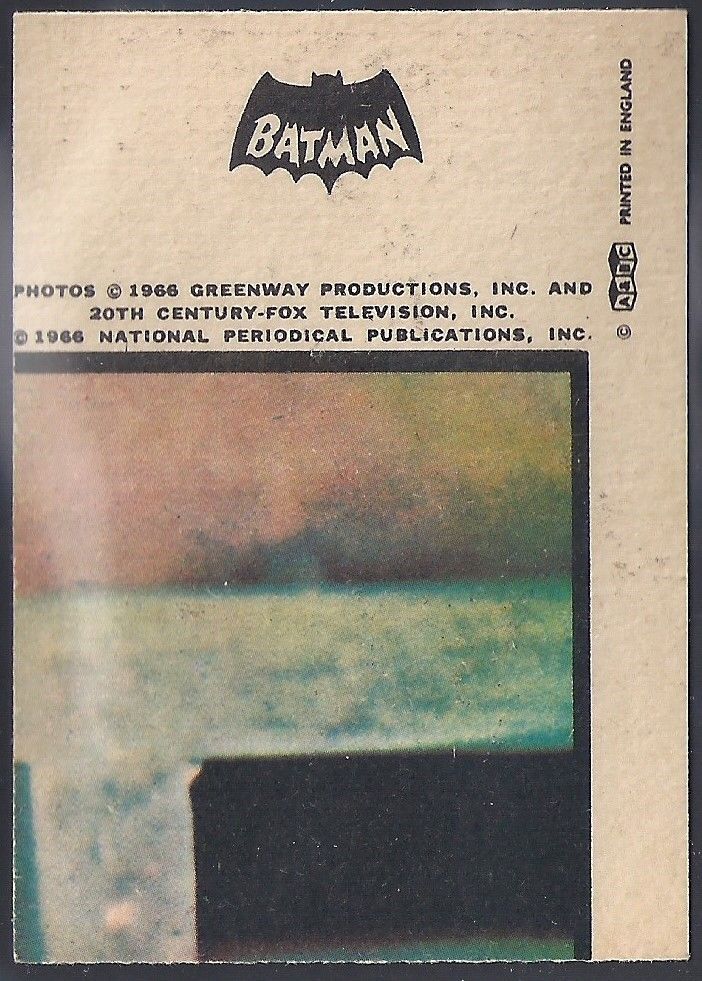 BATMAN
PHOTOS © 1966 GREENWAY PRODUCTIONS, INC. AND
20TH CENTURY-FOX TELEVISION, INC.
© 1966 NATIONAL PERIODICAL PUBLICATIONS, INC.
© A&BC PRINTED IN ENGLAND